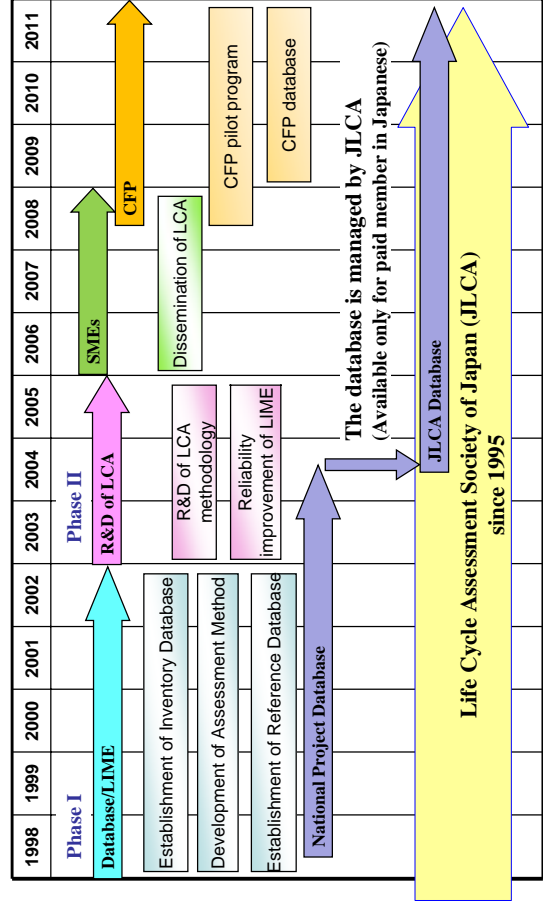 1998 1999 2000 2001 2002 2003 2004 2005 2006 2007 2008 2009 2010 2011
Phase I
Phase II
Database/LIME
R&D of LCA
SMEs
CFP
Establishment of Inventory Database
Development of Assessment Method
Establishment of Reference Database
R&D of LCA
methodology
Reliability
improvement of LIME
Dissemination of LCA
CFP pilot program
CFP database
National Project Database
The database is managed by JLCA
(Available only for paid member in Japanese)
JLCA Database
Life Cycle Assessment Society of Japan (JLCA)
since 1995